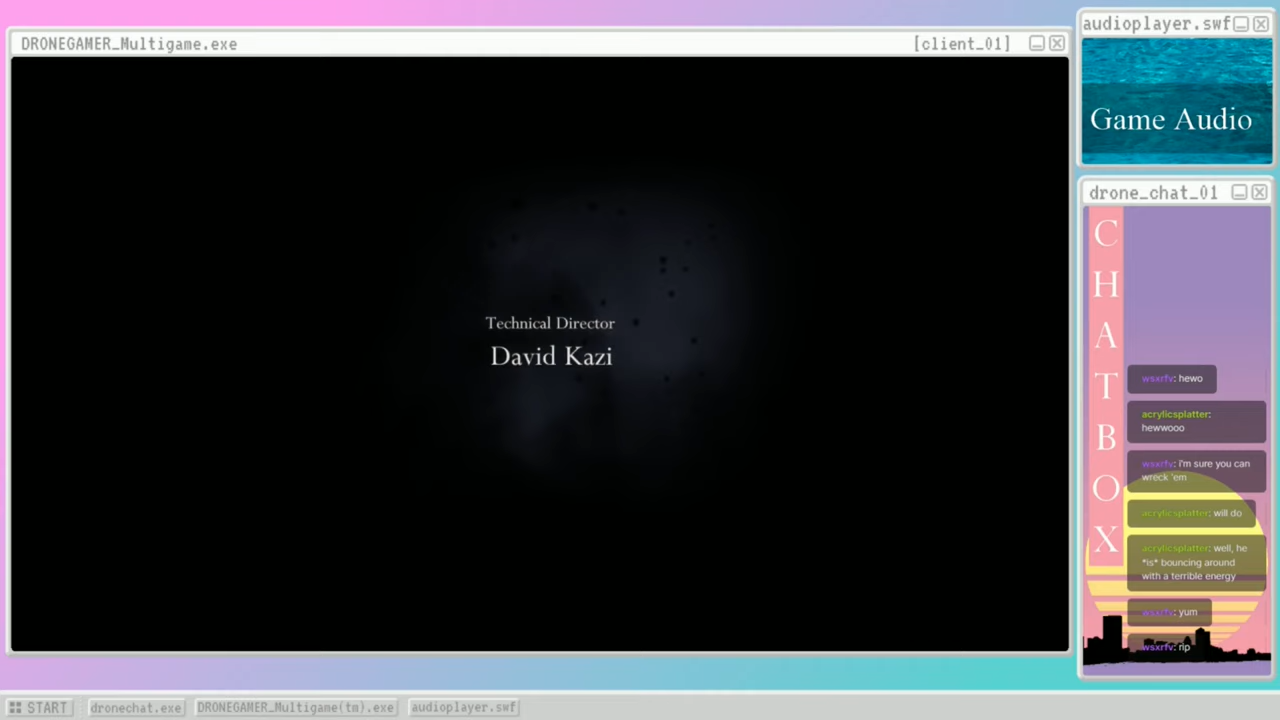 DRONEGAMER_Multigame.exe
[client_01]
Technical Director
David Kazi
audioplayer.swf
Game Audio
drone_chat_01
CHATBOX
wsxrfv: hewo
acrylicsplatter:
hewwooo
wsxrfv: i'm sure you can
wreck 'em
acrylicsplatter: will do
acrylicsplatter: well, he
*is* bouncing around
with a terrible energy
wsxrfv: yum
wsxrfv: rip
START
dronechat.exe
DRONEGAMER_Multigame(tm).exe
audioplayer.swf